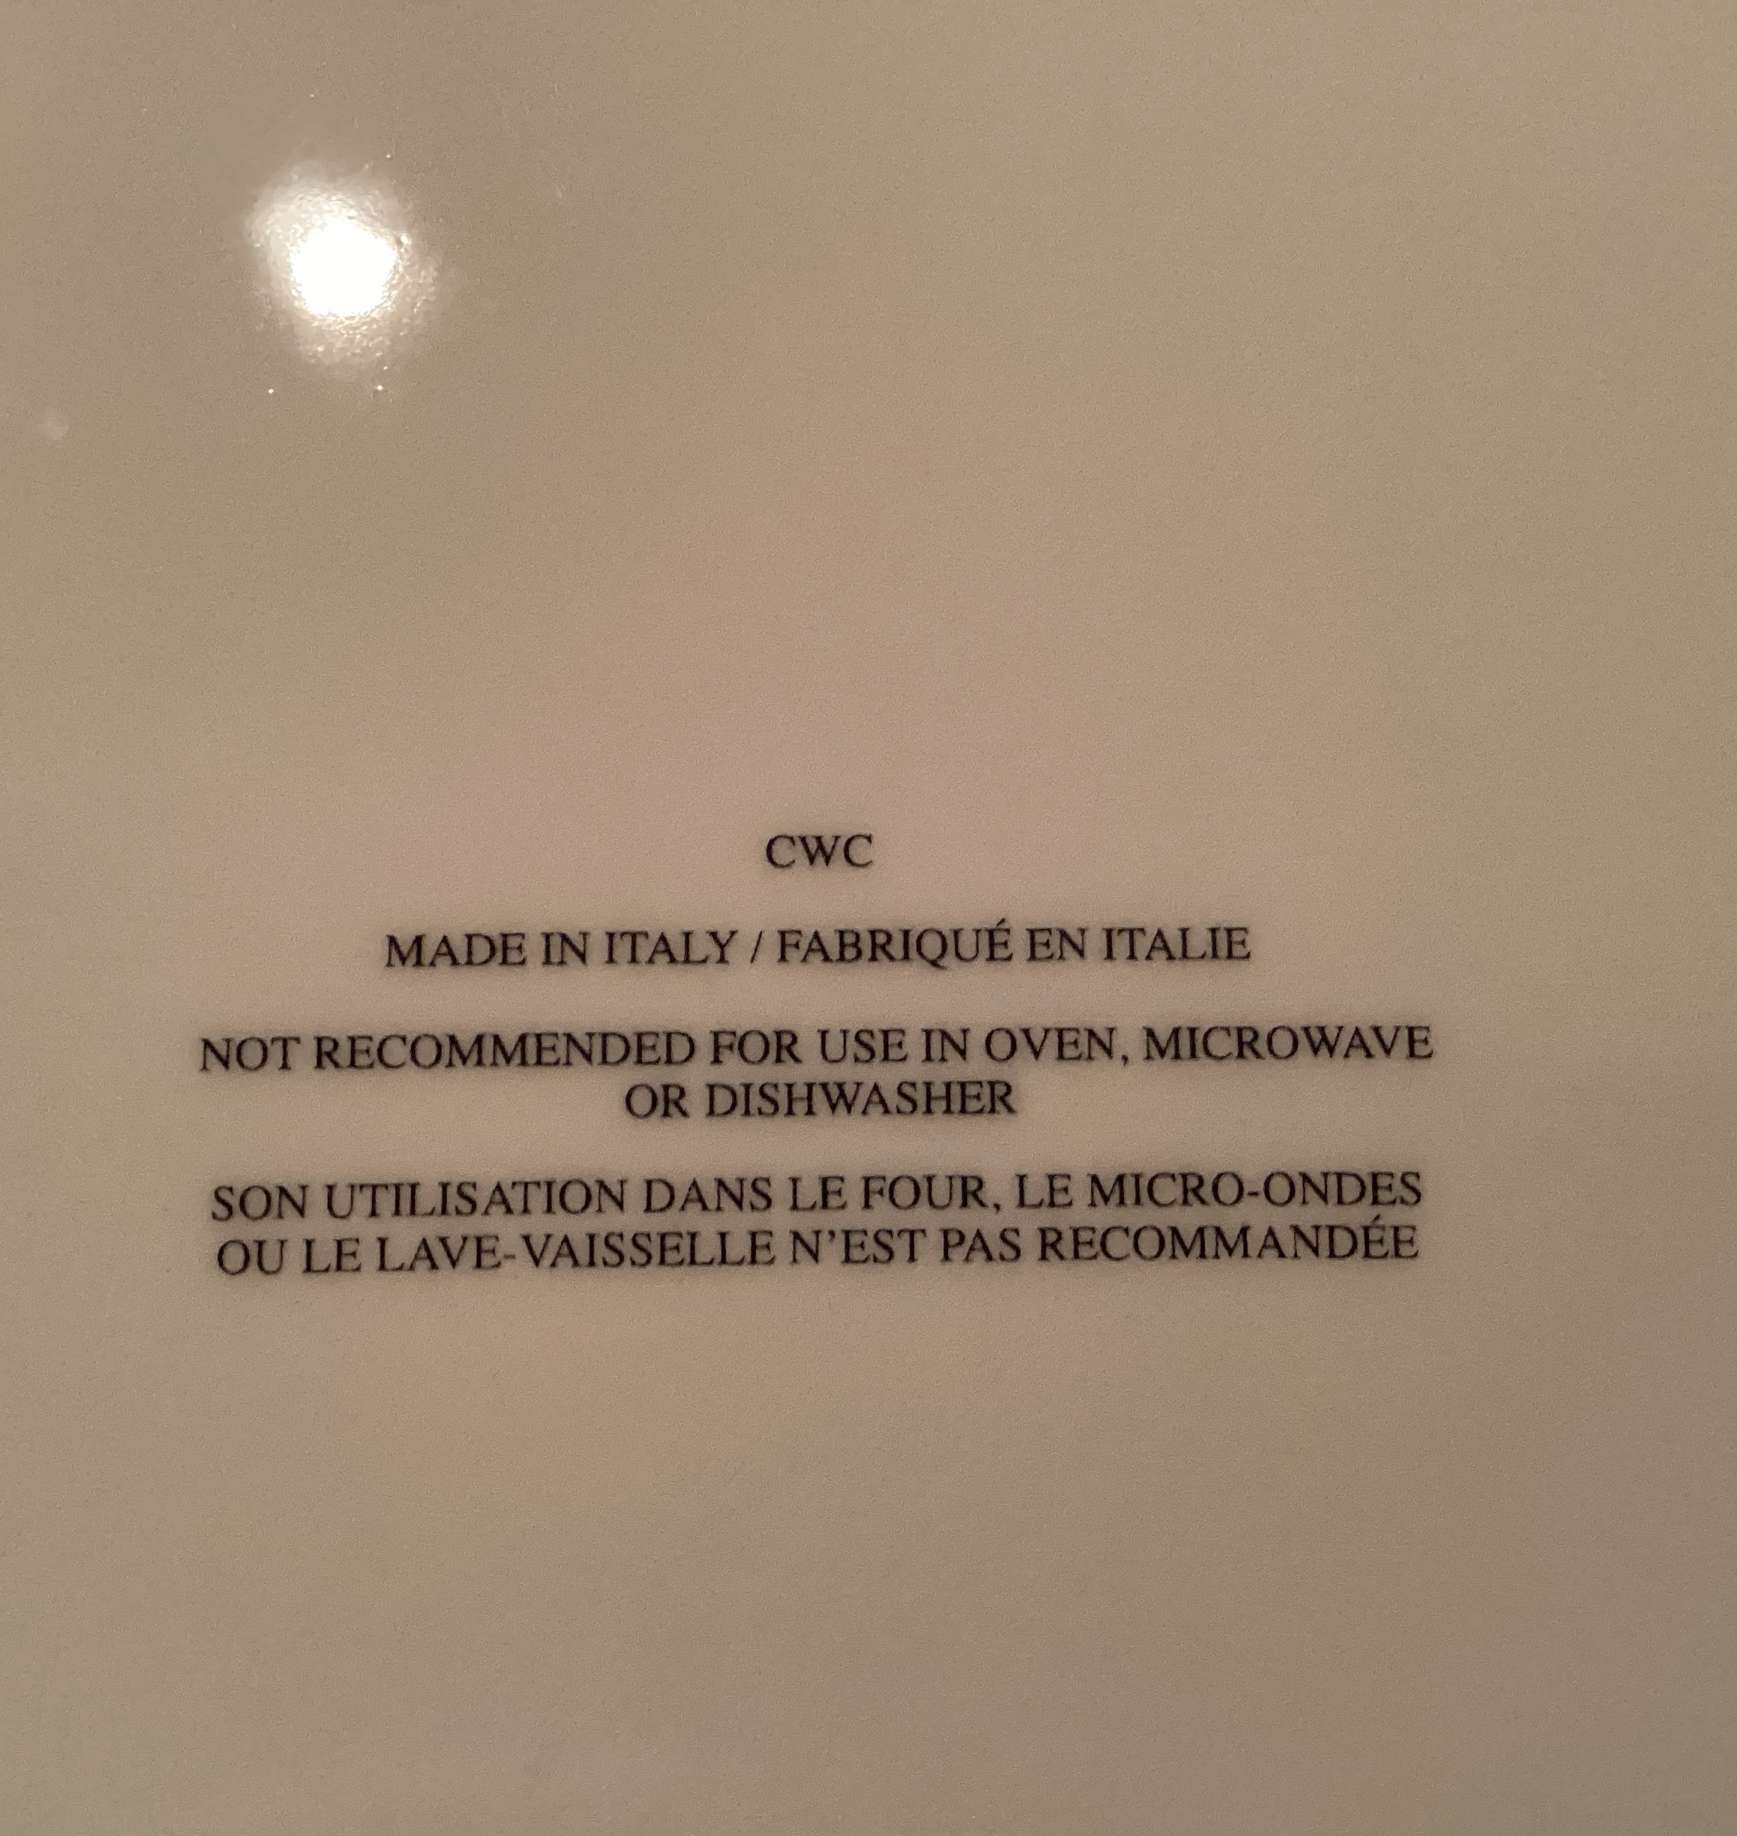 CWC
MADE IN ITALY / FABRIQUÉ EN ITALIE
NOT RECOMMENDED FOR USE IN OVEN, MICROWAVE
OR DISHWASHER
SON UTILISATION DANS LE FOUR, LE MICRO-ONDES
OU LE LAVE-VAISSELLE N’EST PAS RECOMMANDÉE